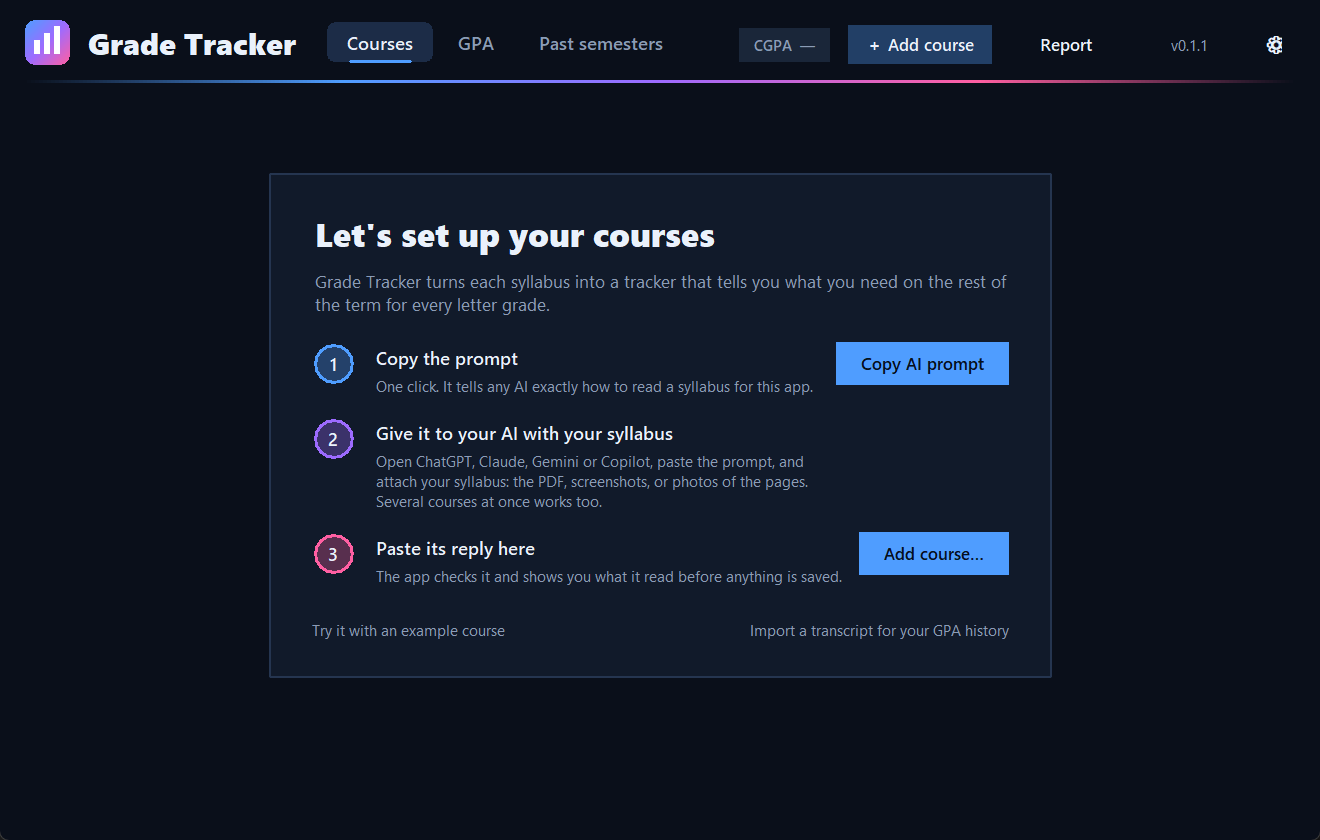 Grade Tracker
Courses
GPA
Past semesters
CGPA —
+ Add course
Report
v0.1.1
Let's set up your courses
Grade Tracker turns each syllabus into a tracker that tells you what you need on the rest of
the term for every letter grade.
1
Copy the prompt
One click. It tells any AI exactly how to read a syllabus for this app.
Copy AI prompt
2
Give it to your AI with your syllabus
Open ChatGPT, Claude, Gemini or Copilot, paste the prompt, and
attach your syllabus: the PDF, screenshots, or photos of the pages.
Several courses at once works too.
3
Paste its reply here
The app checks it and shows you what it read before anything is saved.
Add course...
Try it with an example course
Import a transcript for your GPA history